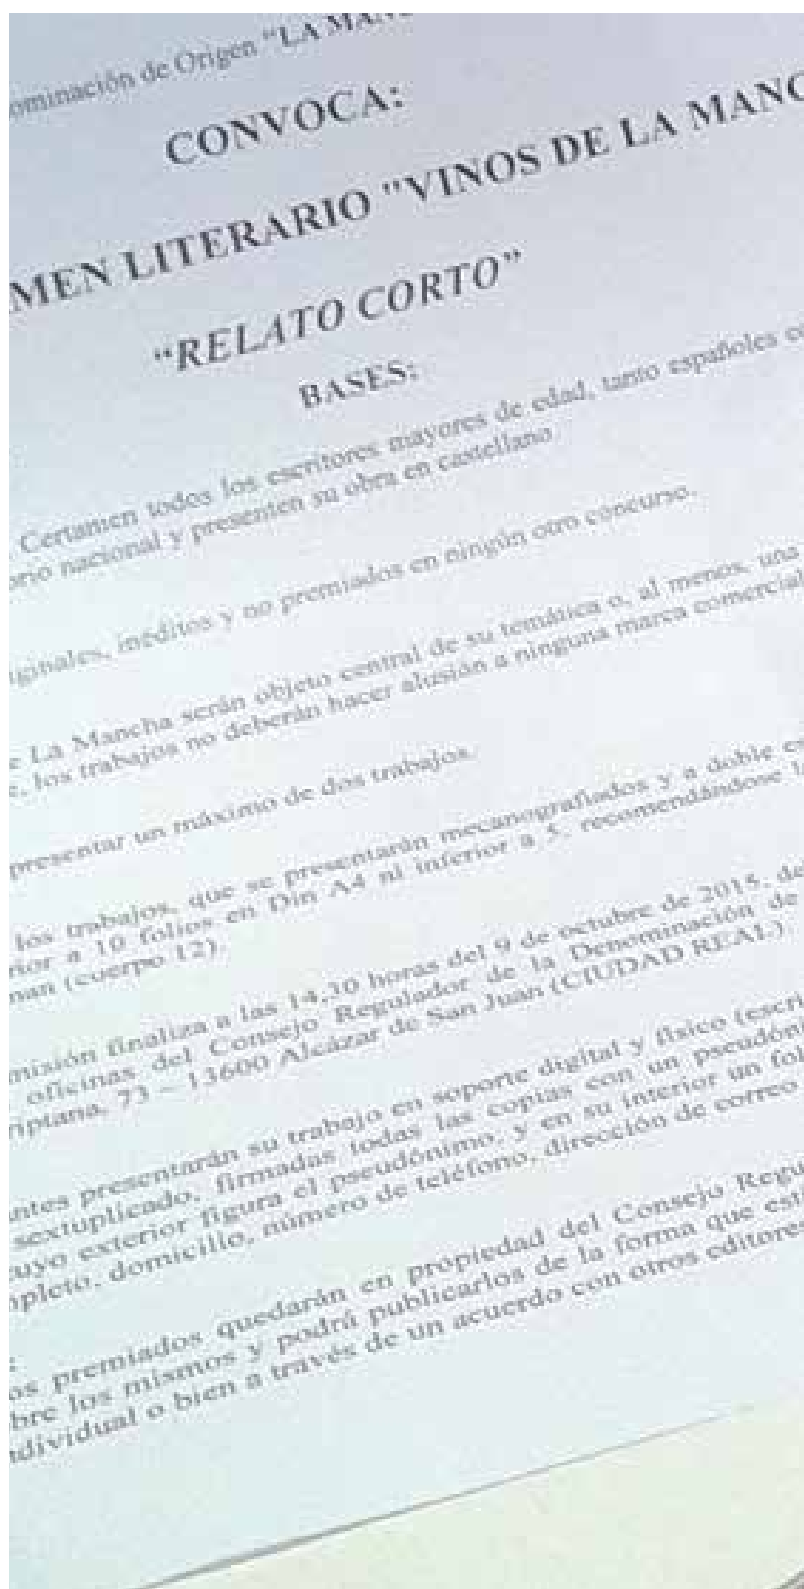 ominación de Origen "LA MANC
CONVOCA:
MEN LITERARIO "VINOS DE LA MANC
"RELATO CORTO"
BASES:
Certamen todos los escritores mayores de edad, tanto españoles co
orio nacional y presenten su obra en castellano
iginales, inéditos y no premiados en ningún otro concurso.
e La Mancha serán objeto central de su temática o, al menos, una
e, los trabajos no deberán hacer alusión a ninguna marca comercial
presentar un máximo de dos trabajos.
los trabajos, que se presentarán mecanografiados y a doble es
rior a 10 folios en Din A4 ni inferior a 5, recomendándose l
man (cuerpo 12).
misión finaliza a las 14,30 horas del 9 de octubre de 2015, de
oficinas del Consejo Regulador de la Denominación de
riptana, 73 – 13600 Alcázar de San Juan (CIUDAD REAL)
antes presentarán su trabajo en soporte digital y físico (escri
sextuplicado, firmadas todas las copias con un pseudóni
cuyo exterior figura el pseudónimo, y en su interior un fol
mpleto, domicilio, número de teléfono, dirección de correo
:
os premiados quedarán en propiedad del Consejo Regu
bre los mismos y podrá publicarlos de la forma que est
ndividual o bien a través de un acuerdo con otros editores